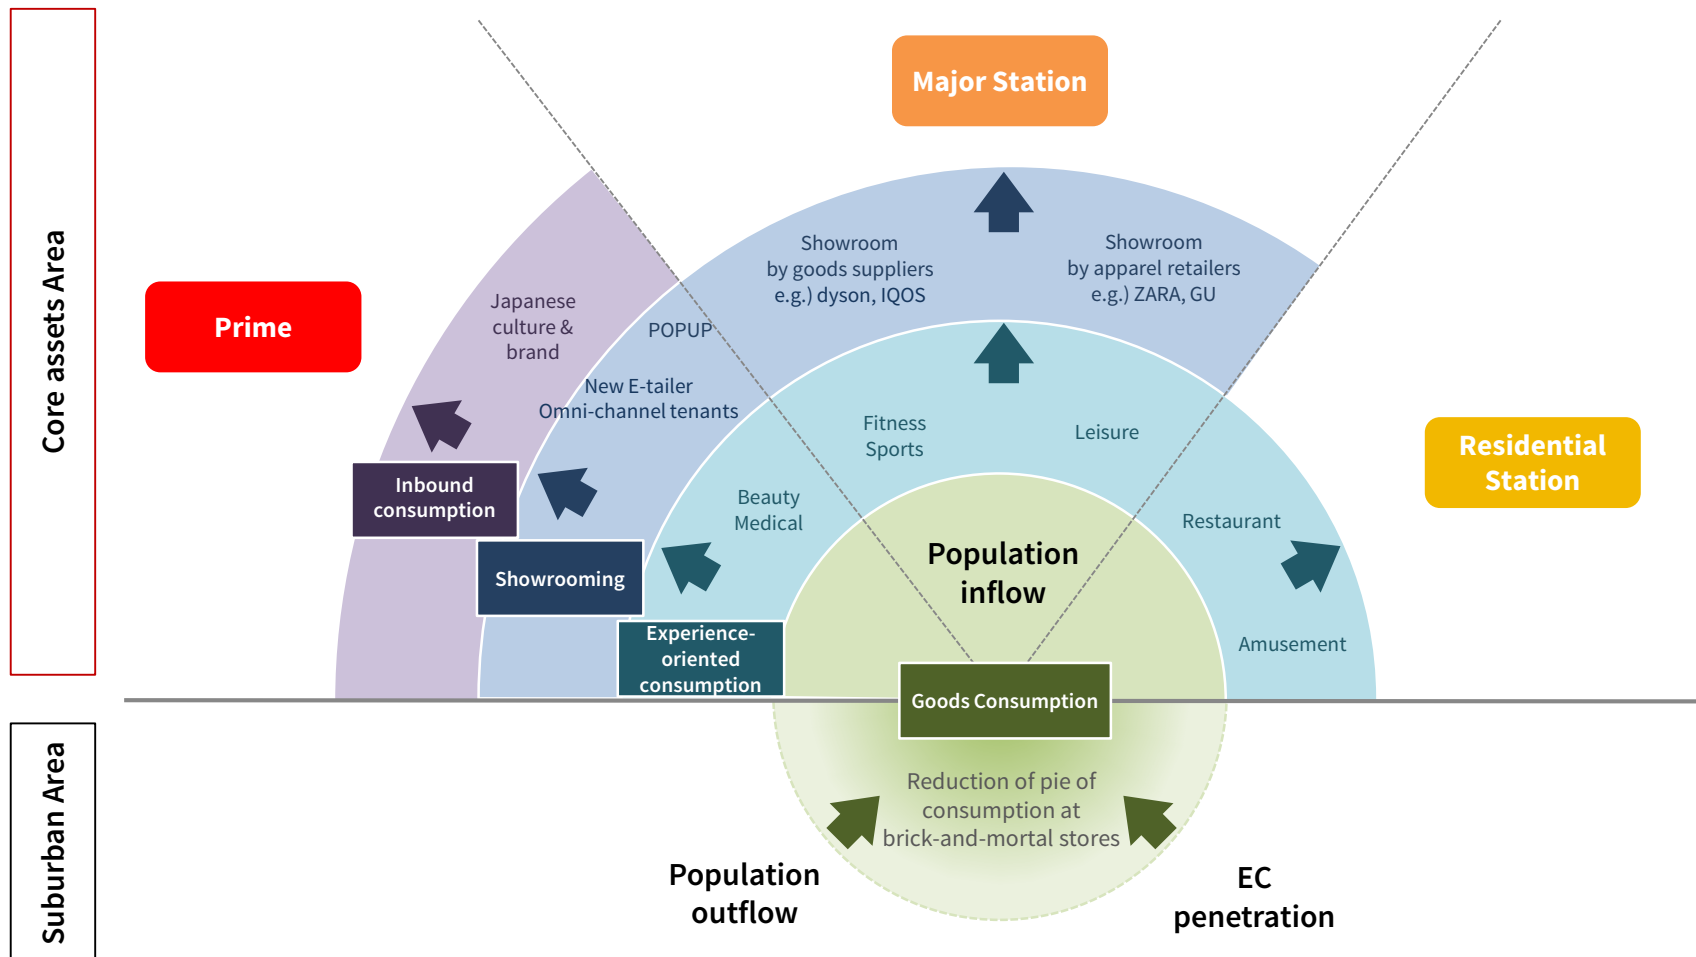 Core assets Area
Suburban Area
Prime
Major Station
Residential
Station
Japanese
culture &
brand
POPUP
New E-tailer
Omni-channel tenants
Showroom
by goods suppliers
e.g.) dyson, IQOS
Showroom
by apparel retailers
e.g.) ZARA, GU
Fitness
Sports
Leisure
Beauty
Medical
Restaurant
Amusement
Inbound
consumption
Showrooming
Experience-
oriented
consumption
Population
inflow
Goods Consumption
Reduction of pie of
consumption at
brick-and-mortal stores
Population
outflow
EC
penetration